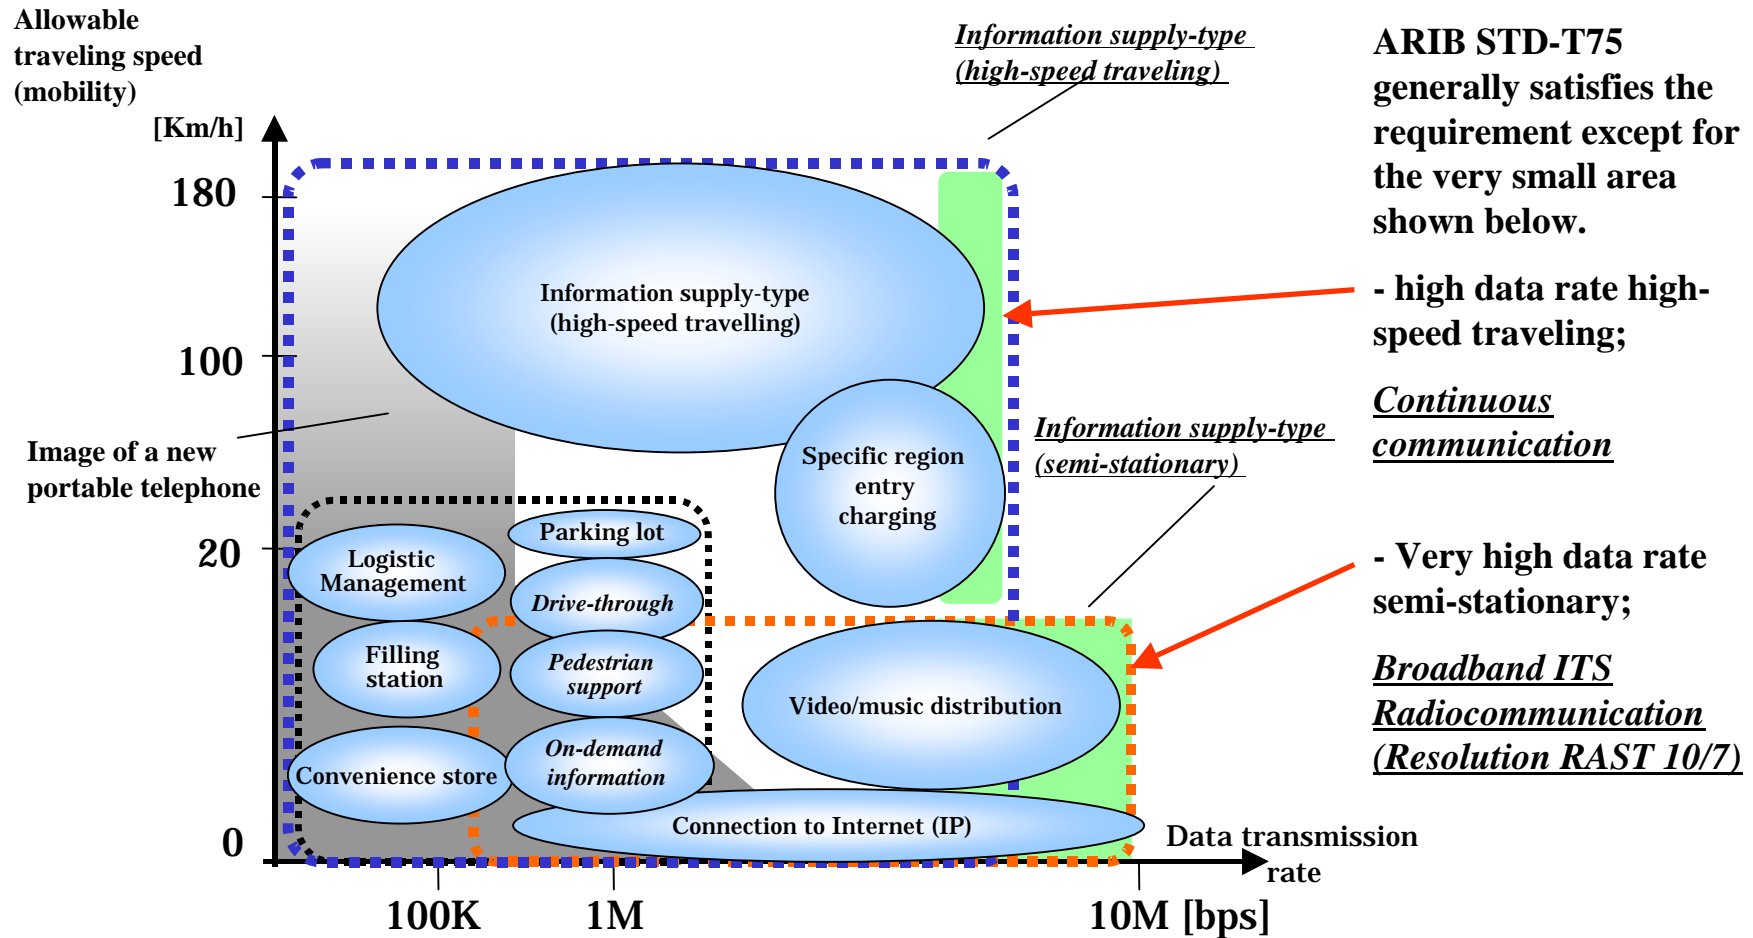 Allowable
traveling speed
(mobility)
[Km/h]
180
100
20
0
Image of a new
portable telephone
Information supply-type
(high-speed traveling)
Information supply-type
(high-speed travelling)
Specific region
entry
charging
Information supply-type
(semi-stationary)
Parking lot
Logistic
Management
Drive-through
Filling
station
Pedestrian
support
Video/music distribution
Convenience store
On-demand
information
Connection to Internet (IP)
Data transmission
rate
100K
1M
10M [bps]
ARIB STD-T75
generally satisfies the
requirement except for
the very small area
shown below.
- high data rate high-
speed traveling;
Continuous
communication
- Very high data rate
semi-stationary;
Broadband ITS
Radiocommunication
(Resolution RAST 10/7)